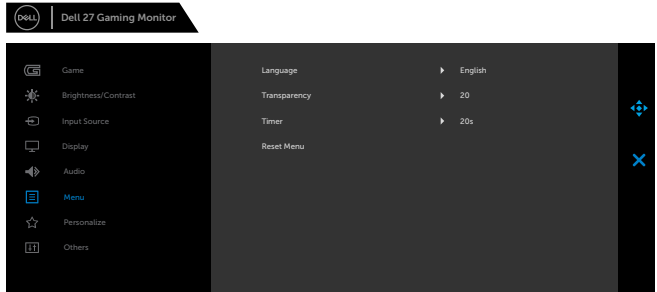 DELL
Dell 27 Gaming Monitor
Game
Brightness/Contrast
Input Source
Display
Audio
Menu
Personalize
Others
Language English
Transparency 20
Timer 20s
Reset Menu